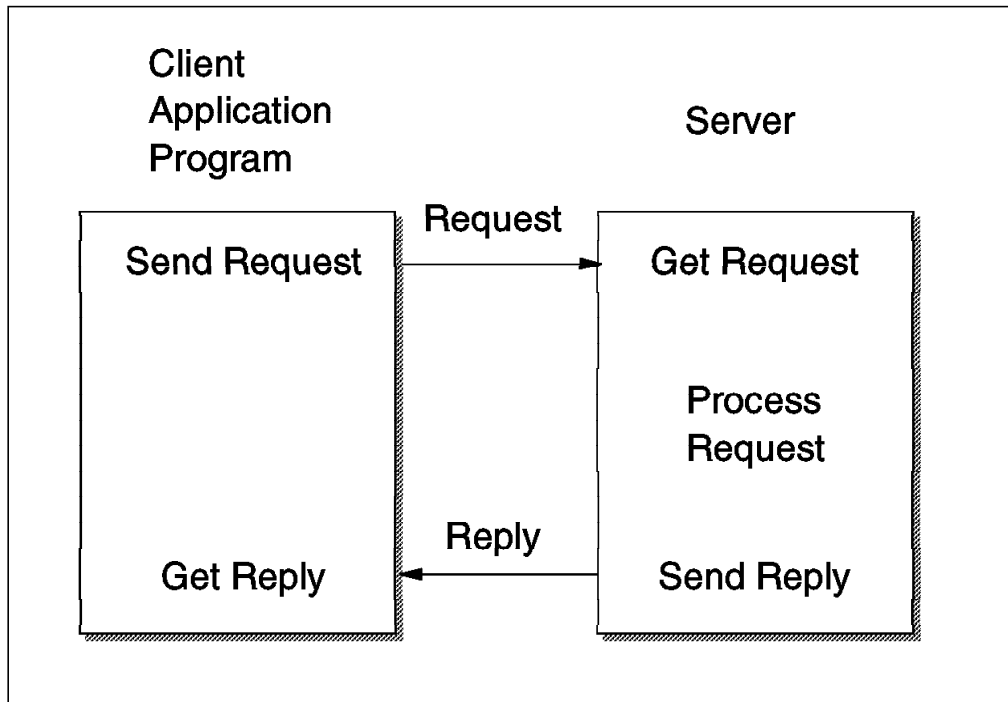 Client
Application
Program
Server
Request
Send Request
Get Request
Process
Request
Reply
Get Reply
Send Reply